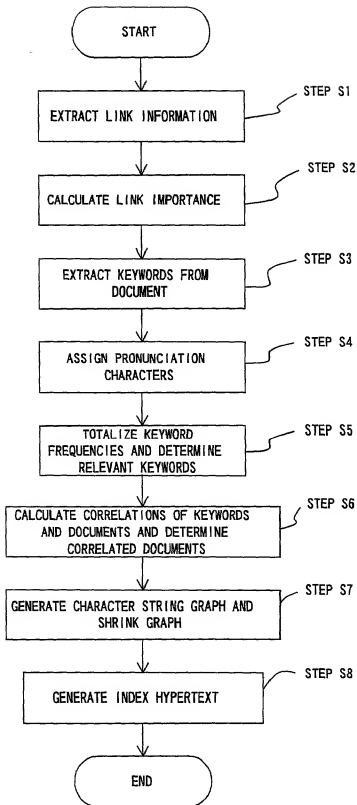 START
STEP S1
EXTRACT LINK INFORMATION
STEP S2
CALCULATE LINK IMPORTANCE
STEP S3
EXTRACT KEYWORDS FROM
DOCUMENT
STEP S4
ASSIGN PRONUNCIATION
CHARACTERS
STEP S5
TOTALIZE KEYWORD
FREQUENCIES AND DETERMINE
RELEVANT KEYWORDS
STEP S6
CALCULATE CORRELATIONS OF KEYWORDS
AND DOCUMENTS AND DETERMINE
CORRELATED DOCUMENTS
STEP S7
GENERATE CHARACTER STRING GRAPH AND
SHRINK GRAPH
STEP S8
GENERATE INDEX HYPERTEXT
END